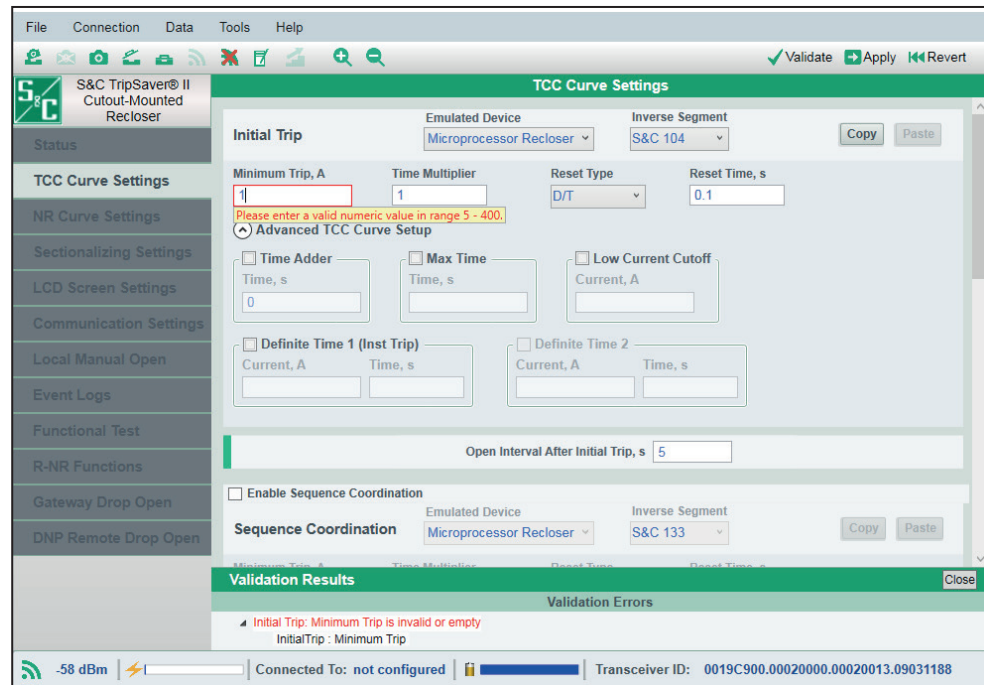 File Connection Data Tools Help
Validate Apply Revert
S&C
S&C TripSaver® II
Cutout-Mounted
Recloser
Status
TCC Curve Settings
NR Curve Settings
Sectionalizing Settings
LCD Screen Settings
Communication Settings
Local Manual Open
Event Logs
Functional Test
R-NR Functions
Gateway Drop Open
DNP Remote Drop Open
TCC Curve Settings
Emulated Device Inverse Segment
Initial Trip Microprocessor Recloser S&C 104 Copy Paste
Minimum Trip, A Time Multiplier Reset Type Reset Time, s
1 1 D/T 0.1
Please enter a valid numeric value in range 5 - 400.
Advanced TCC Curve Setup
Time Adder Max Time Low Current Cutoff
Time, s Time, s Current, A
0
Definite Time 1 (Inst Trip) Definite Time 2
Current, A Time, s Current, A Time, s
Open Interval After Initial Trip, s 5
Enable Sequence Coordination
Emulated Device Inverse Segment
Sequence Coordination Microprocessor Recloser S&C 133 Copy Paste
Minimum Trip, A Time Multiplier Reset Type Reset Time, s
Validation Results Close
Validation Errors
Initial Trip: Minimum Trip is invalid or empty
InitialTrip : Minimum Trip
-58 dBm Connected To: not configured Transceiver ID: 0019C900.00020000.00020013.09031188